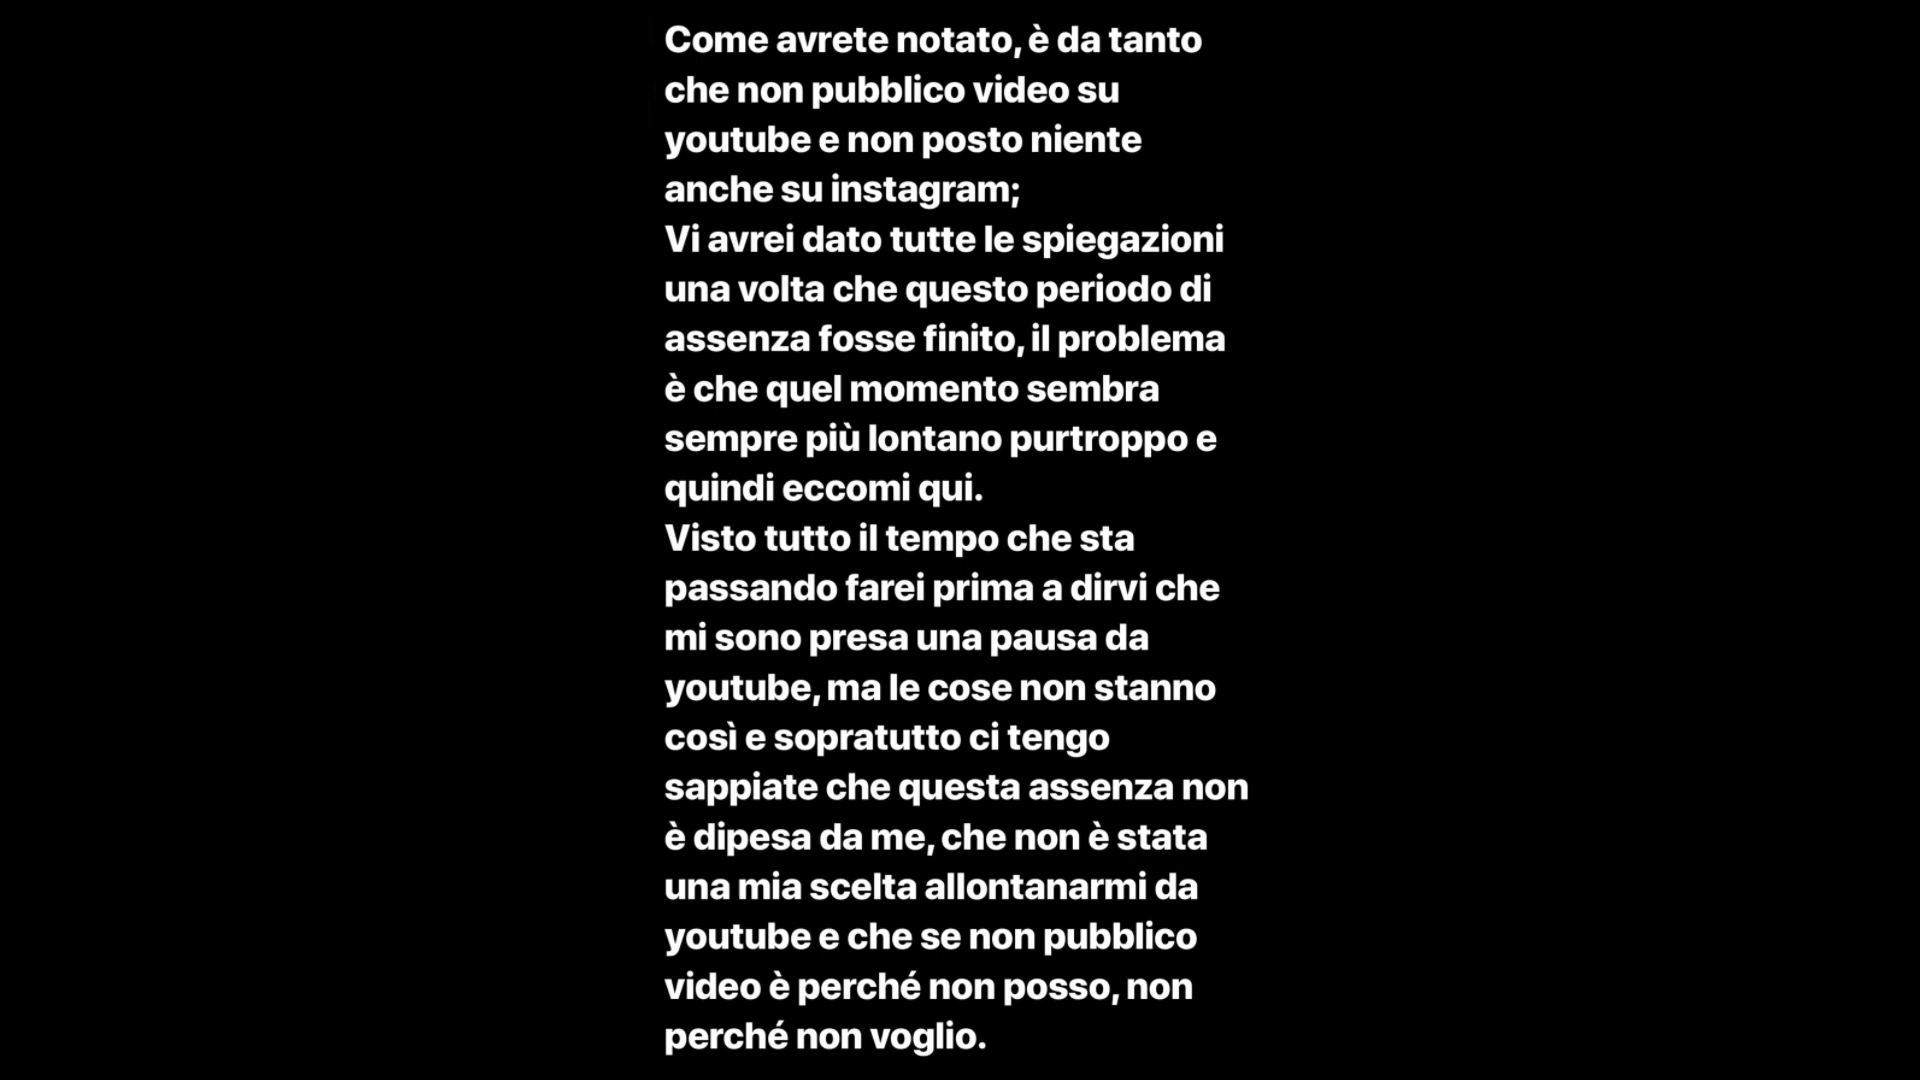 Come avrete notato, è da tanto
che non pubblico video su
youtube e non posto niente
anche su instagram;
Vi avrei dato tutte le spiegazioni
una volta che questo periodo di
assenza fosse finito, il problema
è che quel momento sembra
sempre più lontano purtroppo e
quindi eccomi qui.
Visto tutto il tempo che sta
passando farei prima a dirvi che
mi sono presa una pausa da
youtube, ma le cose non stanno
così e sopratutto ci tengo
sappiate che questa assenza non
è dipesa da me, che non è stata
una mia scelta allontanarmi da
youtube e che se non pubblico
video è perché non posso, non
perché non voglio.